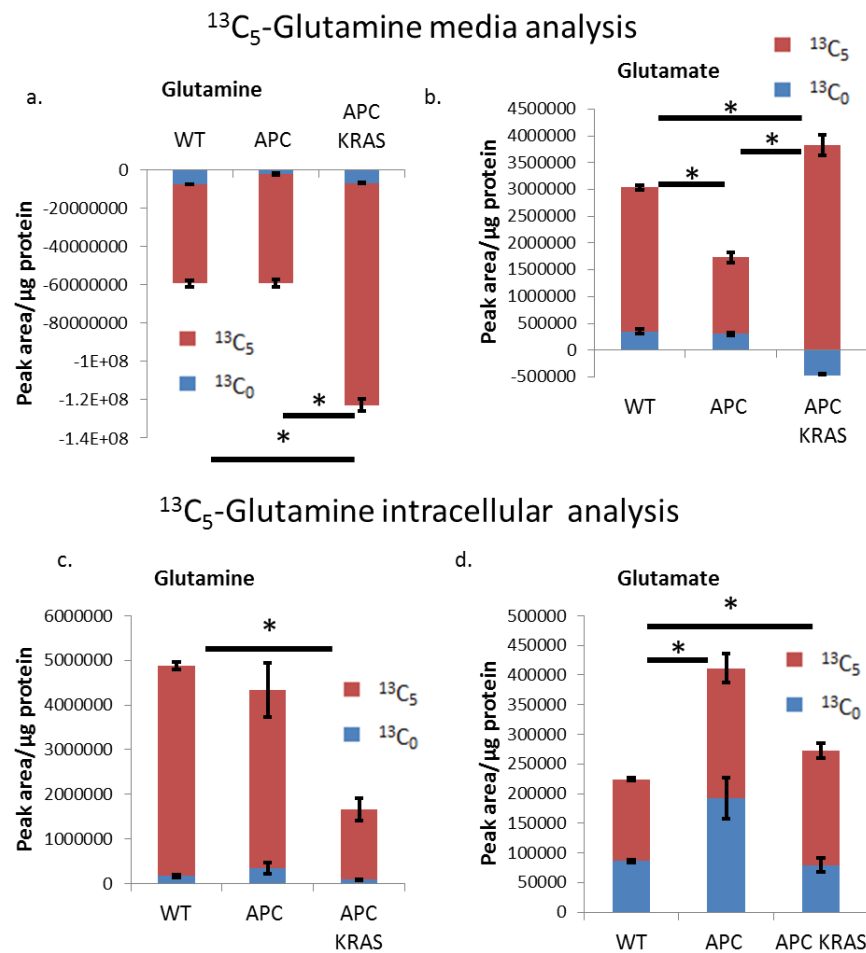 ¹³C₅-Glutamine media analysis
a.
Glutamine
WT
APC
APC
KRAS
Peak area/µg protein
0
-20000000
-40000000
-60000000
-80000000
-1E+08
-1.2E+08
-1.4E+08
¹³C₅
¹³C₀
*
*
b.
Glutamate
¹³C₅
¹³C₀
Peak area/µg protein
4500000
4000000
3500000
3000000
2500000
2000000
1500000
1000000
500000
0
-500000
*
*
*
WT
APC
APC
KRAS
¹³C₅-Glutamine intracellular analysis
c.
Glutamine
Peak area/µg protein
6000000
5000000
4000000
3000000
2000000
1000000
0
*
¹³C₅
¹³C₀
WT
APC
APC
KRAS
d.
Glutamate
Peak area/µg protein
500000
450000
400000
350000
300000
250000
200000
150000
100000
50000
0
*
*
¹³C₅
¹³C₀
WT
APC
APC KRAS